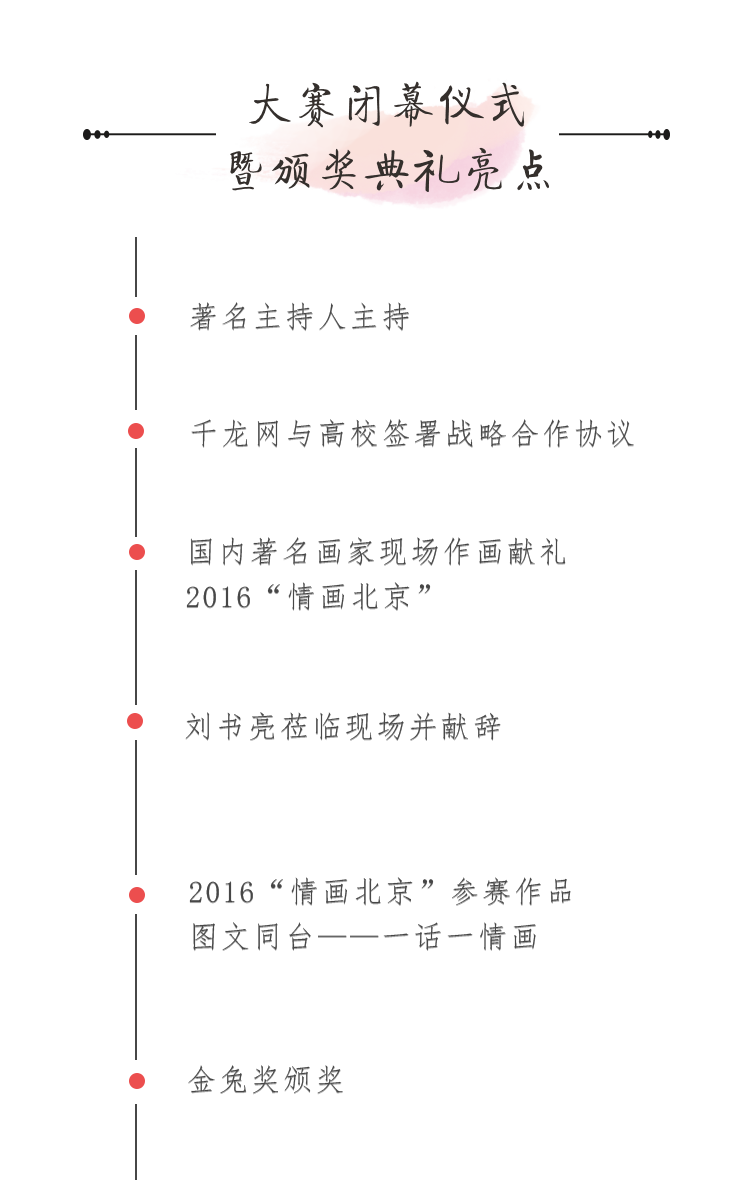 大赛闭幕仪式
暨颁奖典礼亮点
著名主持人主持
千龙网与高校签署战略合作协议
国内著名画家现场作画献礼
2016“情画北京”
刘书亮莅临现场并献辞
2016“情画北京”参赛作品
图文同台——一话一情画
金兔奖颁奖